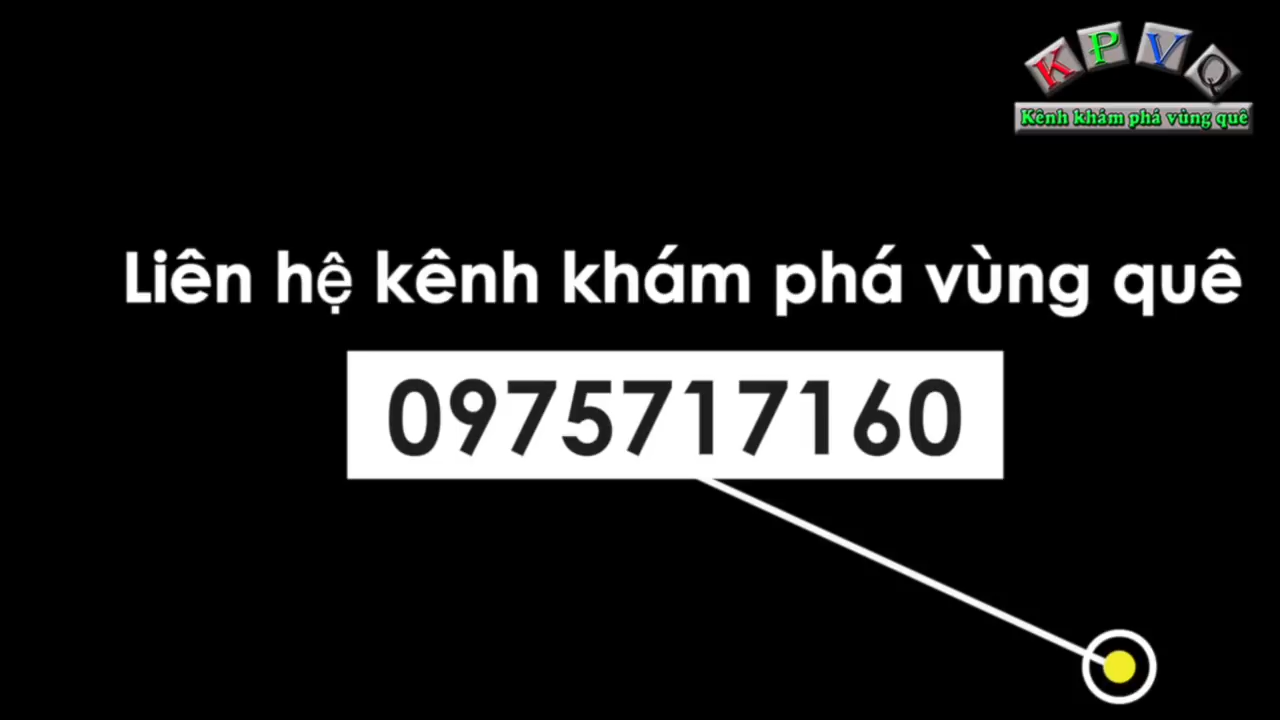 KPVQ
Kênh khám phá vùng quê
Liên hệ kênh khám phá vùng quê
0975717160